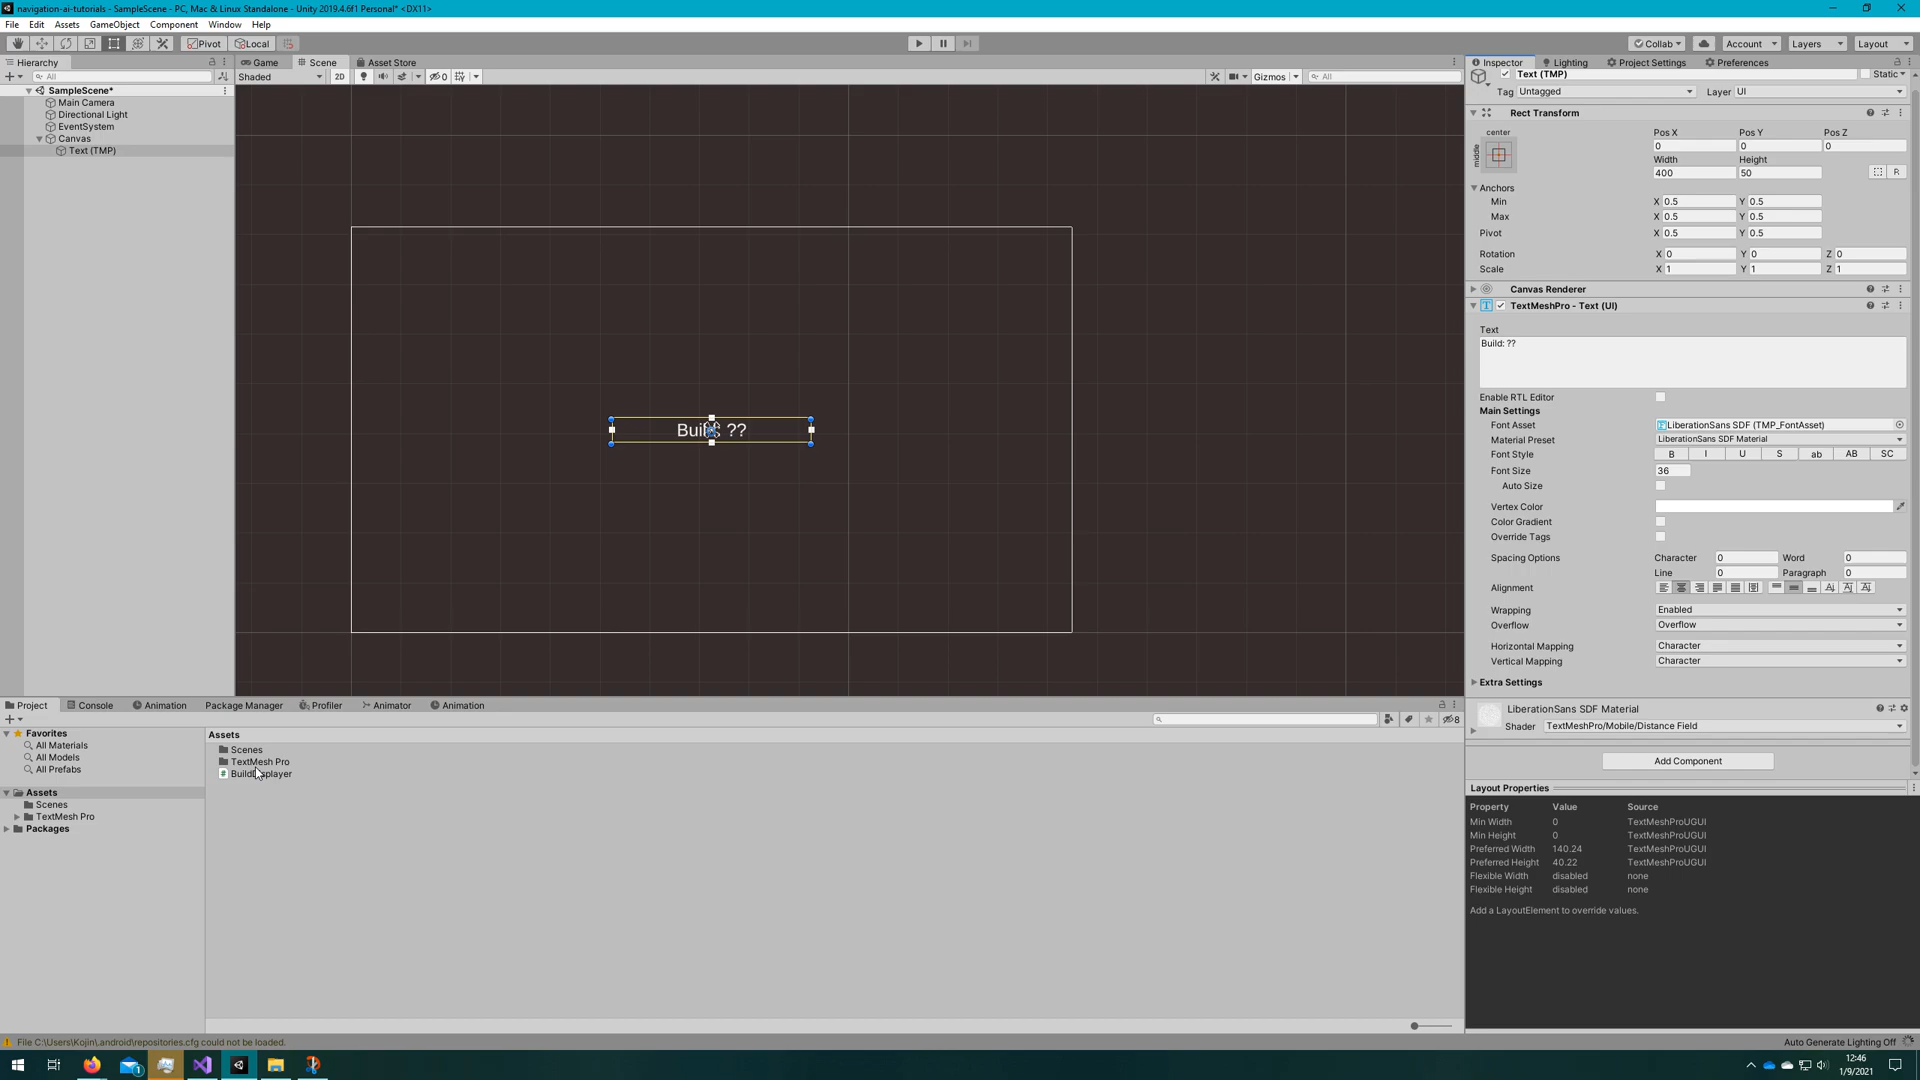 navigation-ai-tutorials - SampleScene - PC, Mac & Linux Standalone - Unity 2019.4.6f1 Personal* <DX11>
File Edit Assets GameObject Component Window Help
Pivot Local Collab Account Layers Layout
Hierarchy
All
SampleScene*
Main Camera
Directional Light
EventSystem
Canvas
Text (TMP)
Game Scene Asset Store
Shaded 2D 0 Gizmos All
Build: ??
Inspector Lighting Project Settings Preferences
Text (TMP) Static
Tag Untagged Layer UI
Rect Transform
center
middle
Pos X Pos Y Pos Z
0 0 0
Width Height
400 50 R
Anchors
Min X 0.5 Y 0.5
Max X 0.5 Y 0.5
Pivot X 0.5 Y 0.5
Rotation X 0 Y 0 Z 0
Scale X 1 Y 1 Z 1
Canvas Renderer
TextMeshPro - Text (UI)
Text
Build: ??
Enable RTL Editor
Main Settings
Font Asset LiberationSans SDF (TMP_FontAsset)
Material Preset LiberationSans SDF Material
Font Style B I U S ab AB SC
Font Size 36
Auto Size
Vertex Color
Color Gradient
Override Tags
Spacing Options Character 0 Word 0
Line 0 Paragraph 0
Alignment
Wrapping Enabled
Overflow Overflow
Horizontal Mapping Character
Vertical Mapping Character
Extra Settings
LiberationSans SDF Material
Shader TextMeshPro/Mobile/Distance Field
Add Component
Layout Properties
Property Value Source
Min Width 0 TextMeshProUGUI
Min Height 0 TextMeshProUGUI
Preferred Width 140.24 TextMeshProUGUI
Preferred Height 40.22 TextMeshProUGUI
Flexible Width disabled none
Flexible Height disabled none
Add a LayoutElement to override values.
Project Console Animation Package Manager Profiler Animator Animation
8
Favorites
All Materials
All Models
All Prefabs
Assets
Scenes
TextMesh Pro
Packages
Assets
Scenes
TextMesh Pro
BuildDisplayer
File C:\Users\Kojin\.android\repositories.cfg could not be loaded.
Auto Generate Lighting Off
1
12:46
1/9/2021